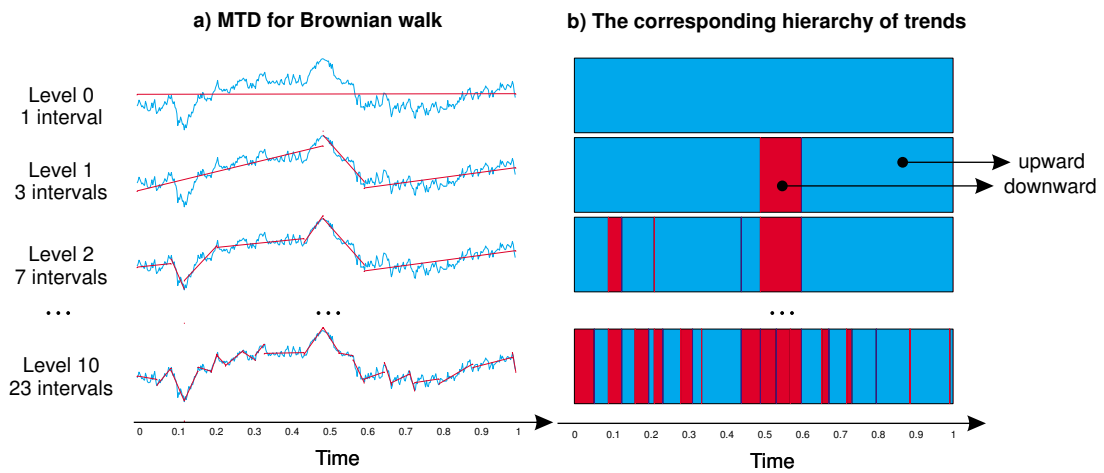 a) MTD for Brownian walk
b) The corresponding hierarchy of trends
Level 0
1 interval
Level 1
3 intervals
upward
downward
Level 2
7 intervals
...
...
...
Level 10
23 intervals
0 0.1 0.2 0.3 0.4 0.5 0.6 0.7 0.8 0.9 1
0 0.1 0.2 0.3 0.4 0.5 0.6 0.7 0.8 0.9 1
Time
Time